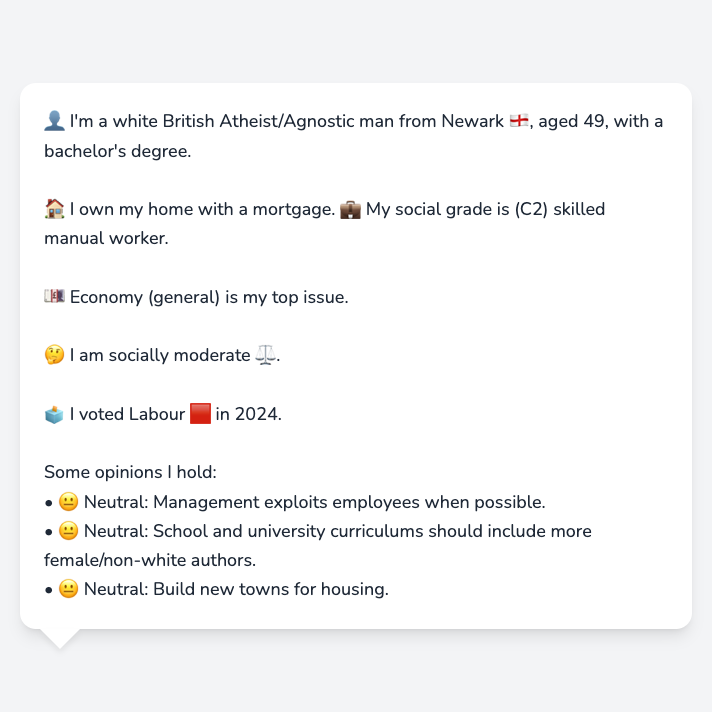 👤 I'm a white British Atheist/Agnostic man from Newark 🏴󠁧󠁢󠁥󠁮󠁧󠁿, aged 49, with a
bachelor's degree.
🏠 I own my home with a mortgage. 💼 My social grade is (C2) skilled
manual worker.
💷 Economy (general) is my top issue.
🤔 I am socially moderate ⚖️.
🗳️ I voted Labour 🟥 in 2024.
Some opinions I hold:
• 😐 Neutral: Management exploits employees when possible.
• 😐 Neutral: School and university curriculums should include more
female/non-white authors.
• 😐 Neutral: Build new towns for housing.